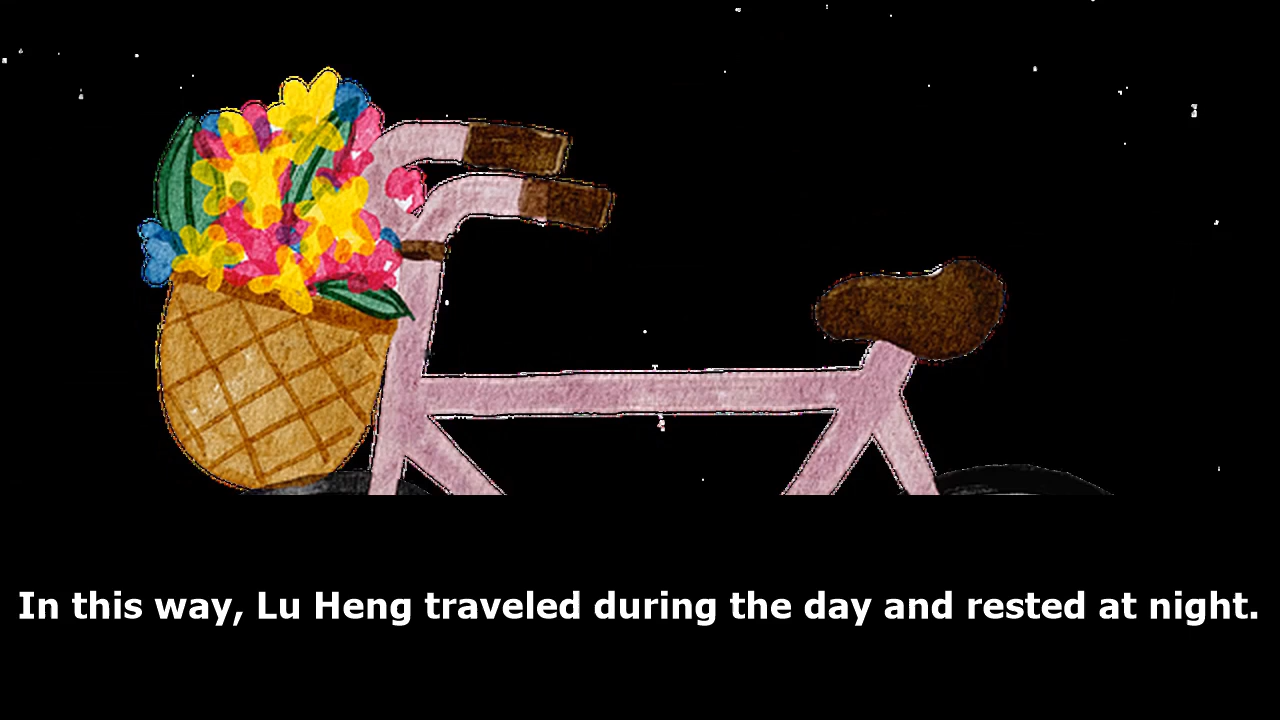 In this way, Lu Heng traveled during the day and rested at night.